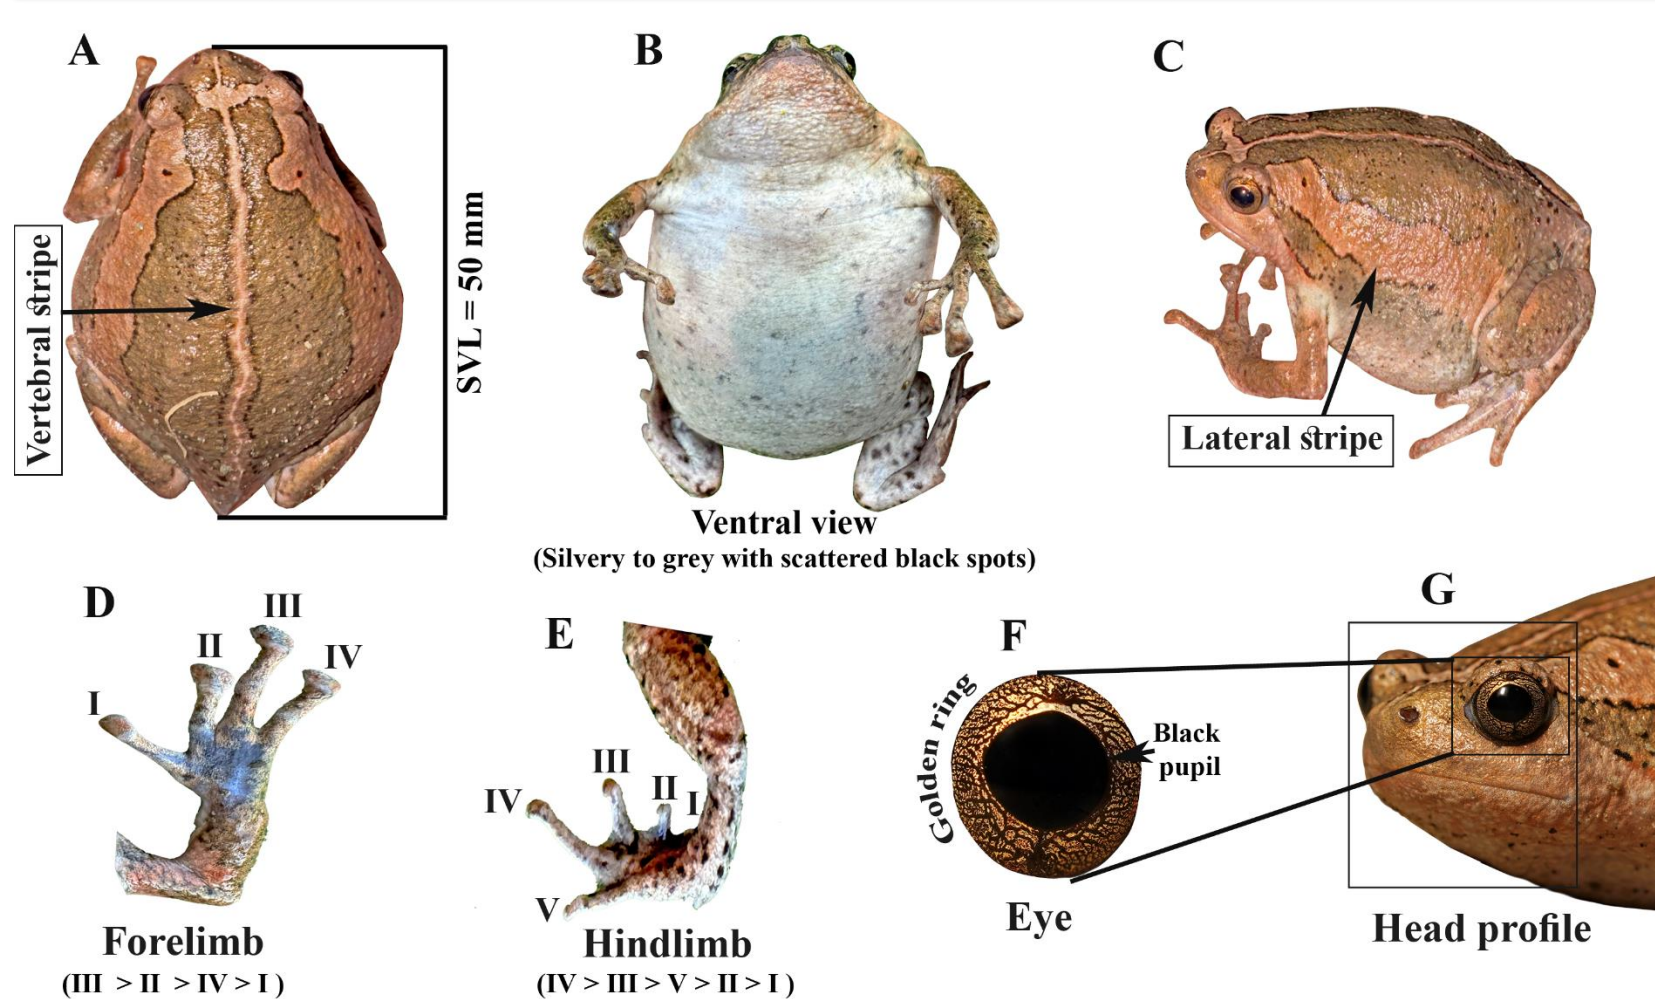 A
B
C
Vertebral stripe
SVL = 50 mm
Lateral stripe
Ventral view
(Silvery to grey with scattered black spots)
D
I
II
III
IV
Forelimb
(III > II > IV > I )
E
IV
III
II
I
V
Hindlimb
(IV > III > V > II > I )
F
Golden ring
Black
pupil
Eye
G
Head profile